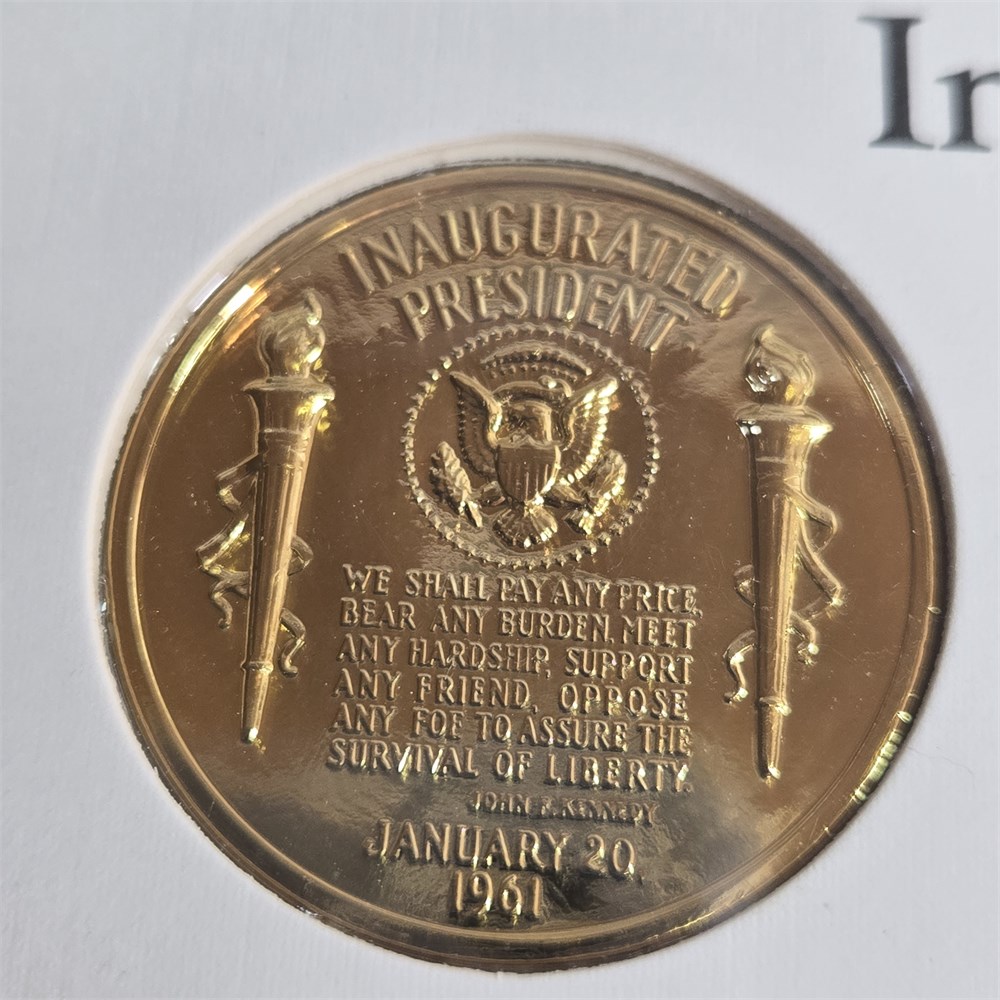 In
INAUGURATED
PRESIDENT
WE SHALL PAY ANY PRICE,
BEAR ANY BURDEN, MEET
ANY HARDSHIP, SUPPORT
ANY FRIEND, OPPOSE
ANY FOE TO ASSURE THE
SURVIVAL OF LIBERTY.
JOHN F. KENNEDY
JANUARY 20,
1961